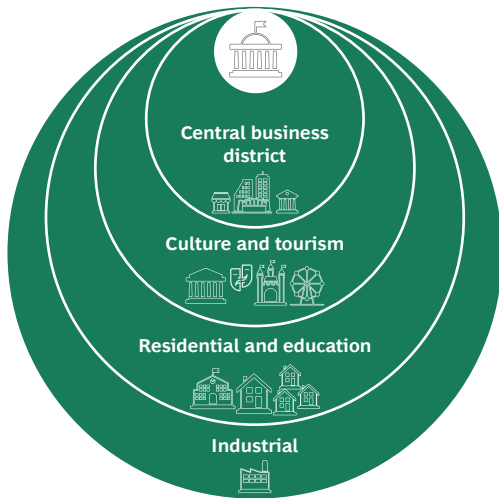 Central business
district
Culture and tourism
Residential and education
Industrial